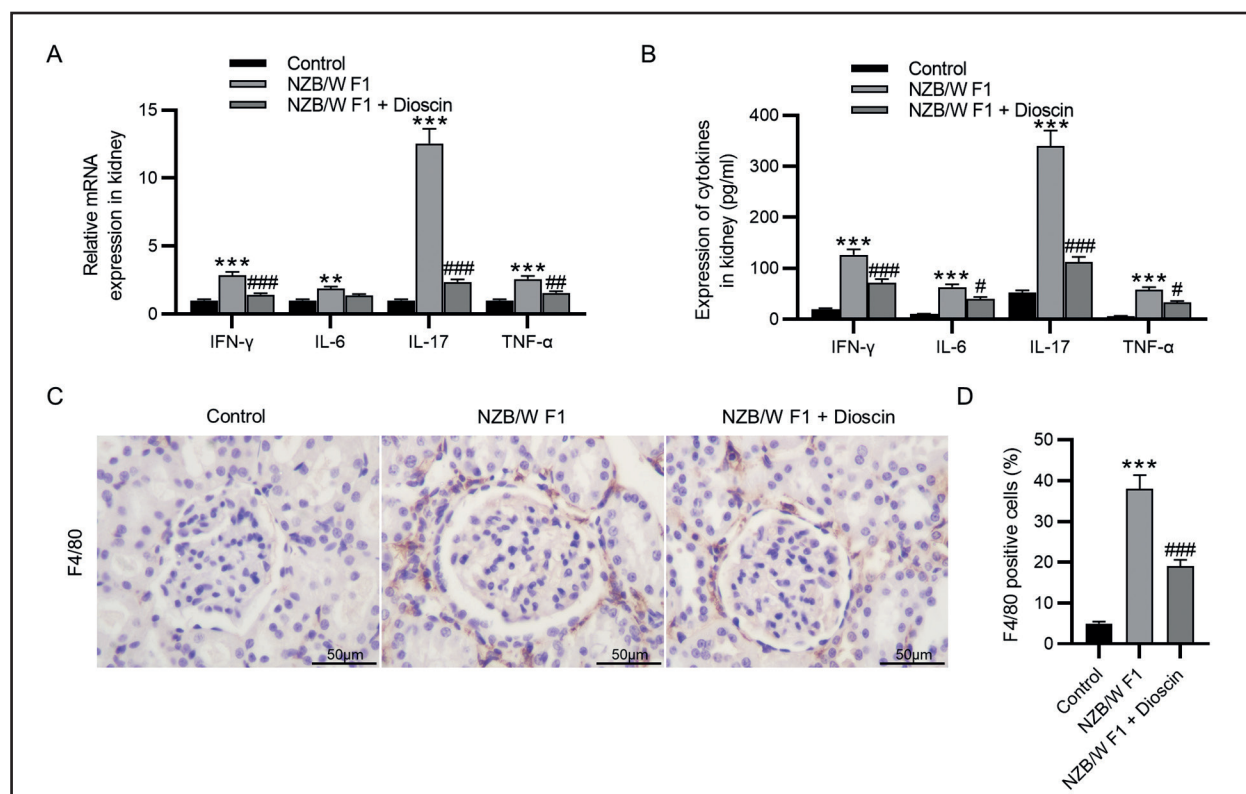 A
Control
NZB/W F1
NZB/W F1 + Dioscin
Relative mRNA
expression in kidney
15
10
5
0
***
###
**
***
###
***
##
IFN-γ
IL-6
IL-17
TNF-α
B
Control
NZB/W F1
NZB/W F1 + Dioscin
Expression of cytokines
in kidney (pg/ml)
400
300
200
100
0
***
###
***
#
***
###
***
#
IFN-γ
IL-6
IL-17
TNF-α
C
Control
NZB/W F1
NZB/W F1 + Dioscin
F4/80
50μm
50μm
50μm
D
F4/80 positive cells (%)
50
40
30
20
10
0
***
###
Control
NZB/W F1
NZB/W F1 + Dioscin